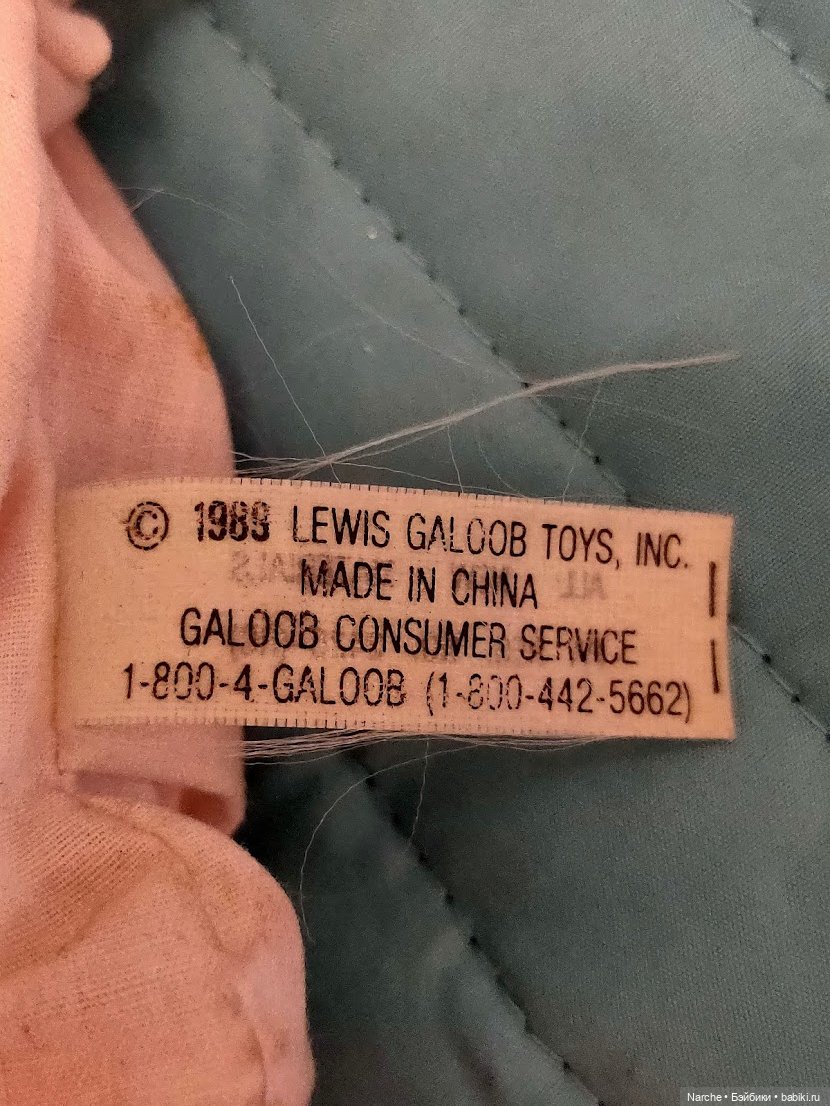 © 1989 LEWIS GALOOB TOYS, INC.
MADE IN CHINA
GALOOB CONSUMER SERVICE
1-800-4-GALOOB (1-800-442-5662)
Narche • Бэйбики • babiki.ru